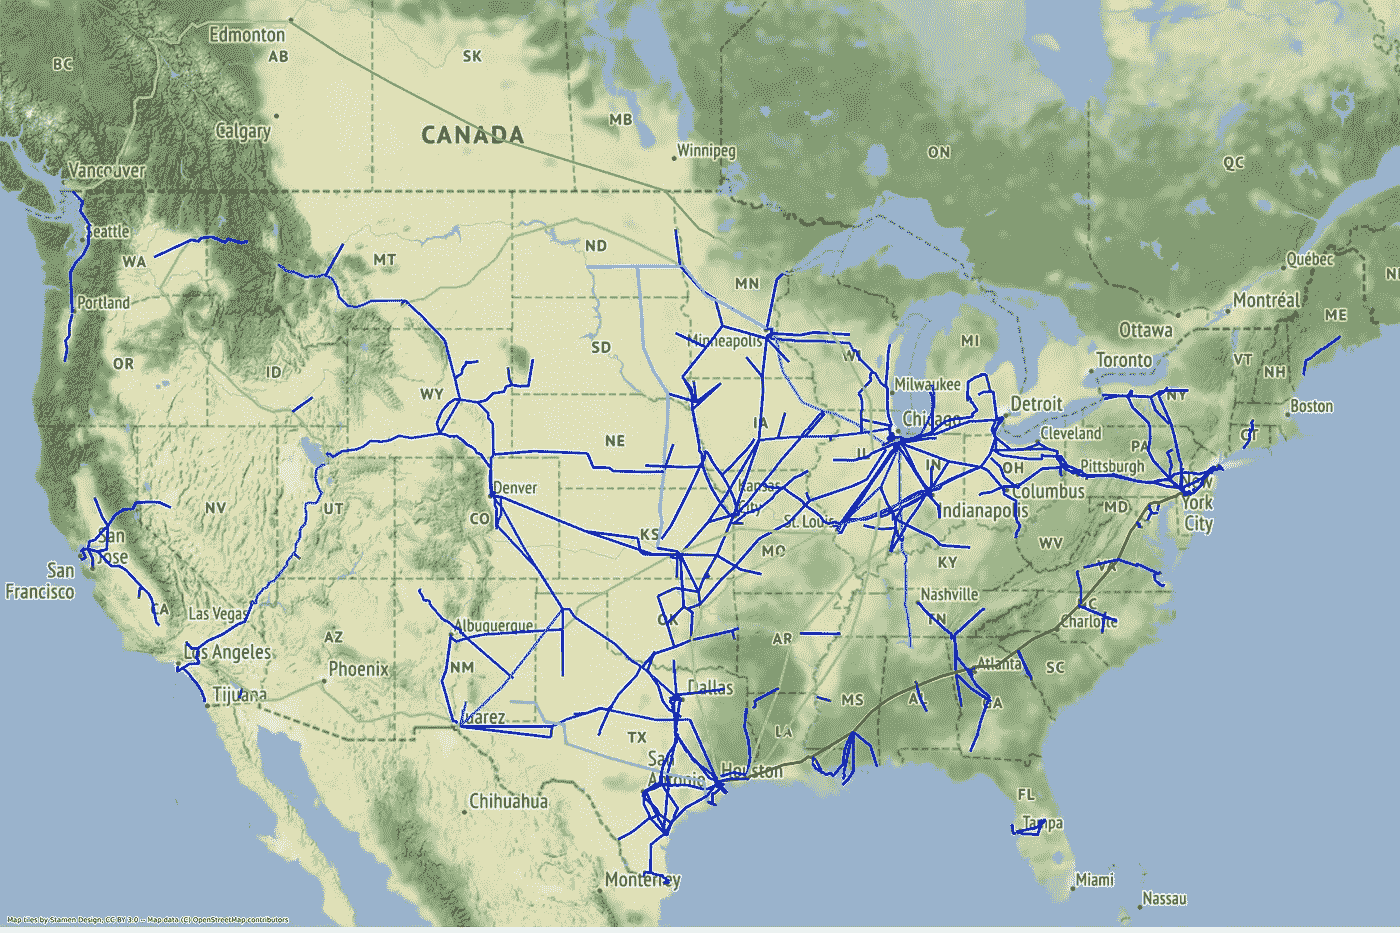 Edmonton
AB
SK
BC
CANADA
MB
Calgary
Winnipeg
ON
QC
Vancouver
Seattle
WA
MT
ND
MN
Québec
Portland
Montréal
ME
Ottawa
OR
ID
SD
Minneapolis
WI
MI
Toronto
VT
NH
WY
Milwaukee
NY
Detroit
Boston
Chicago
IA
NE
CT
Cleveland
PA
IL
IN
OH
Pittsburgh
Denver
Kansas
City
Columbus
New
York
City
NV
UT
CO
St. Louis
Indianapolis
MD
San
Jose
KS
MO
WV
KY
VA
San
Francisco
CA
Las Vegas
Nashville
NC
Albuquerque
OK
TN
Charlotte
AZ
AR
Los Angeles
Phoenix
NM
Atlanta
SC
Tijuana
Dallas
MS
AL
GA
Juarez
TX
LA
San
Antonio
Houston
Chihuahua
FL
Tampa
Monterrey
Miami
Nassau
Map tiles by Stamen Design, CC BY 3.0 -- Map data (C) OpenStreetMap contributors